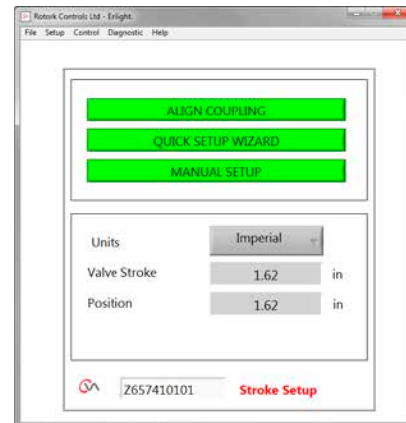 Rotork Controls Ltd - Enlight.
File Setup Control Diagnostic Help
ALIGN COUPLING
QUICK SETUP WIZARD
MANUAL SETUP
Units Imperial
Valve Stroke 1.62 in
Position 1.62 in
Z657410101 Stroke Setup